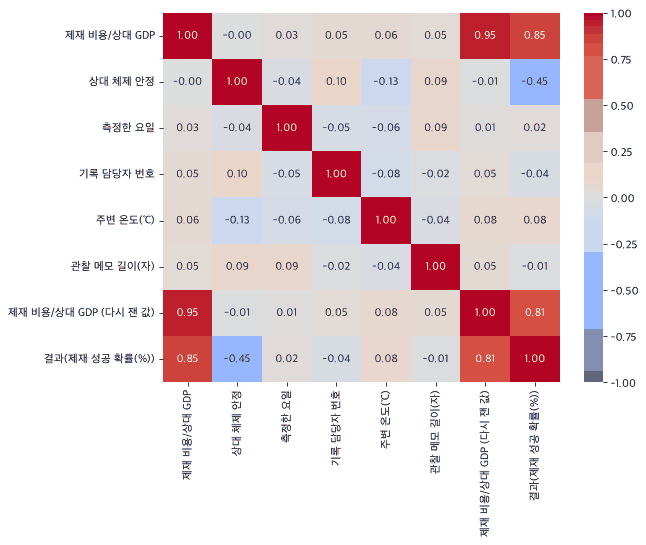 제재 비용/상대 GDP 1.00 -0.00 0.03 0.05 0.06 0.05 0.95 0.85
상대 체제 안정 -0.00 1.00 -0.04 0.10 -0.13 0.09 -0.01 -0.45
측정한 요일 0.03 -0.04 1.00 -0.05 -0.06 0.09 0.01 0.02
기록 담당자 번호 0.05 0.10 -0.05 1.00 -0.08 -0.02 0.05 -0.04
주변 온도(℃) 0.06 -0.13 -0.06 -0.08 1.00 -0.04 0.08 0.08
관찰 메모 길이(자) 0.05 0.09 0.09 -0.02 -0.04 1.00 0.05 -0.01
제재 비용/상대 GDP (다시 잰 값) 0.95 -0.01 0.01 0.05 0.08 0.05 1.00 0.81
결과(제재 성공 확률(%)) 0.85 -0.45 0.02 -0.04 0.08 -0.01 0.81 1.00
제재 비용/상대 GDP
상대 체제 안정
측정한 요일
기록 담당자 번호
주변 온도(℃)
관찰 메모 길이(자)
제재 비용/상대 GDP (다시 잰 값)
결과(제재 성공 확률(%))
1.00
0.75
0.50
0.25
0.00
-0.25
-0.50
-0.75
-1.00